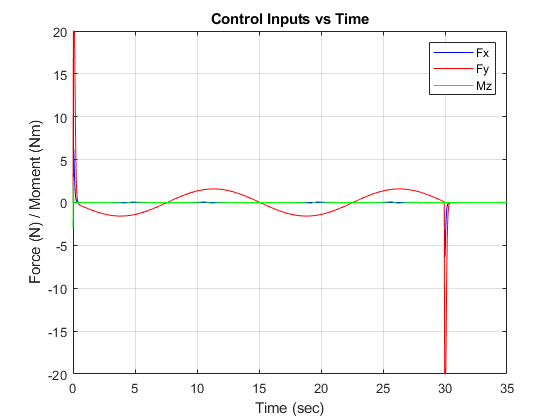 Control Inputs vs Time
Force (N) / Moment (Nm)
20
15
10
5
0
-5
-10
-15
-20
Fx
Fy
Mz
0
5
10
15
20
25
30
35
Time (sec)